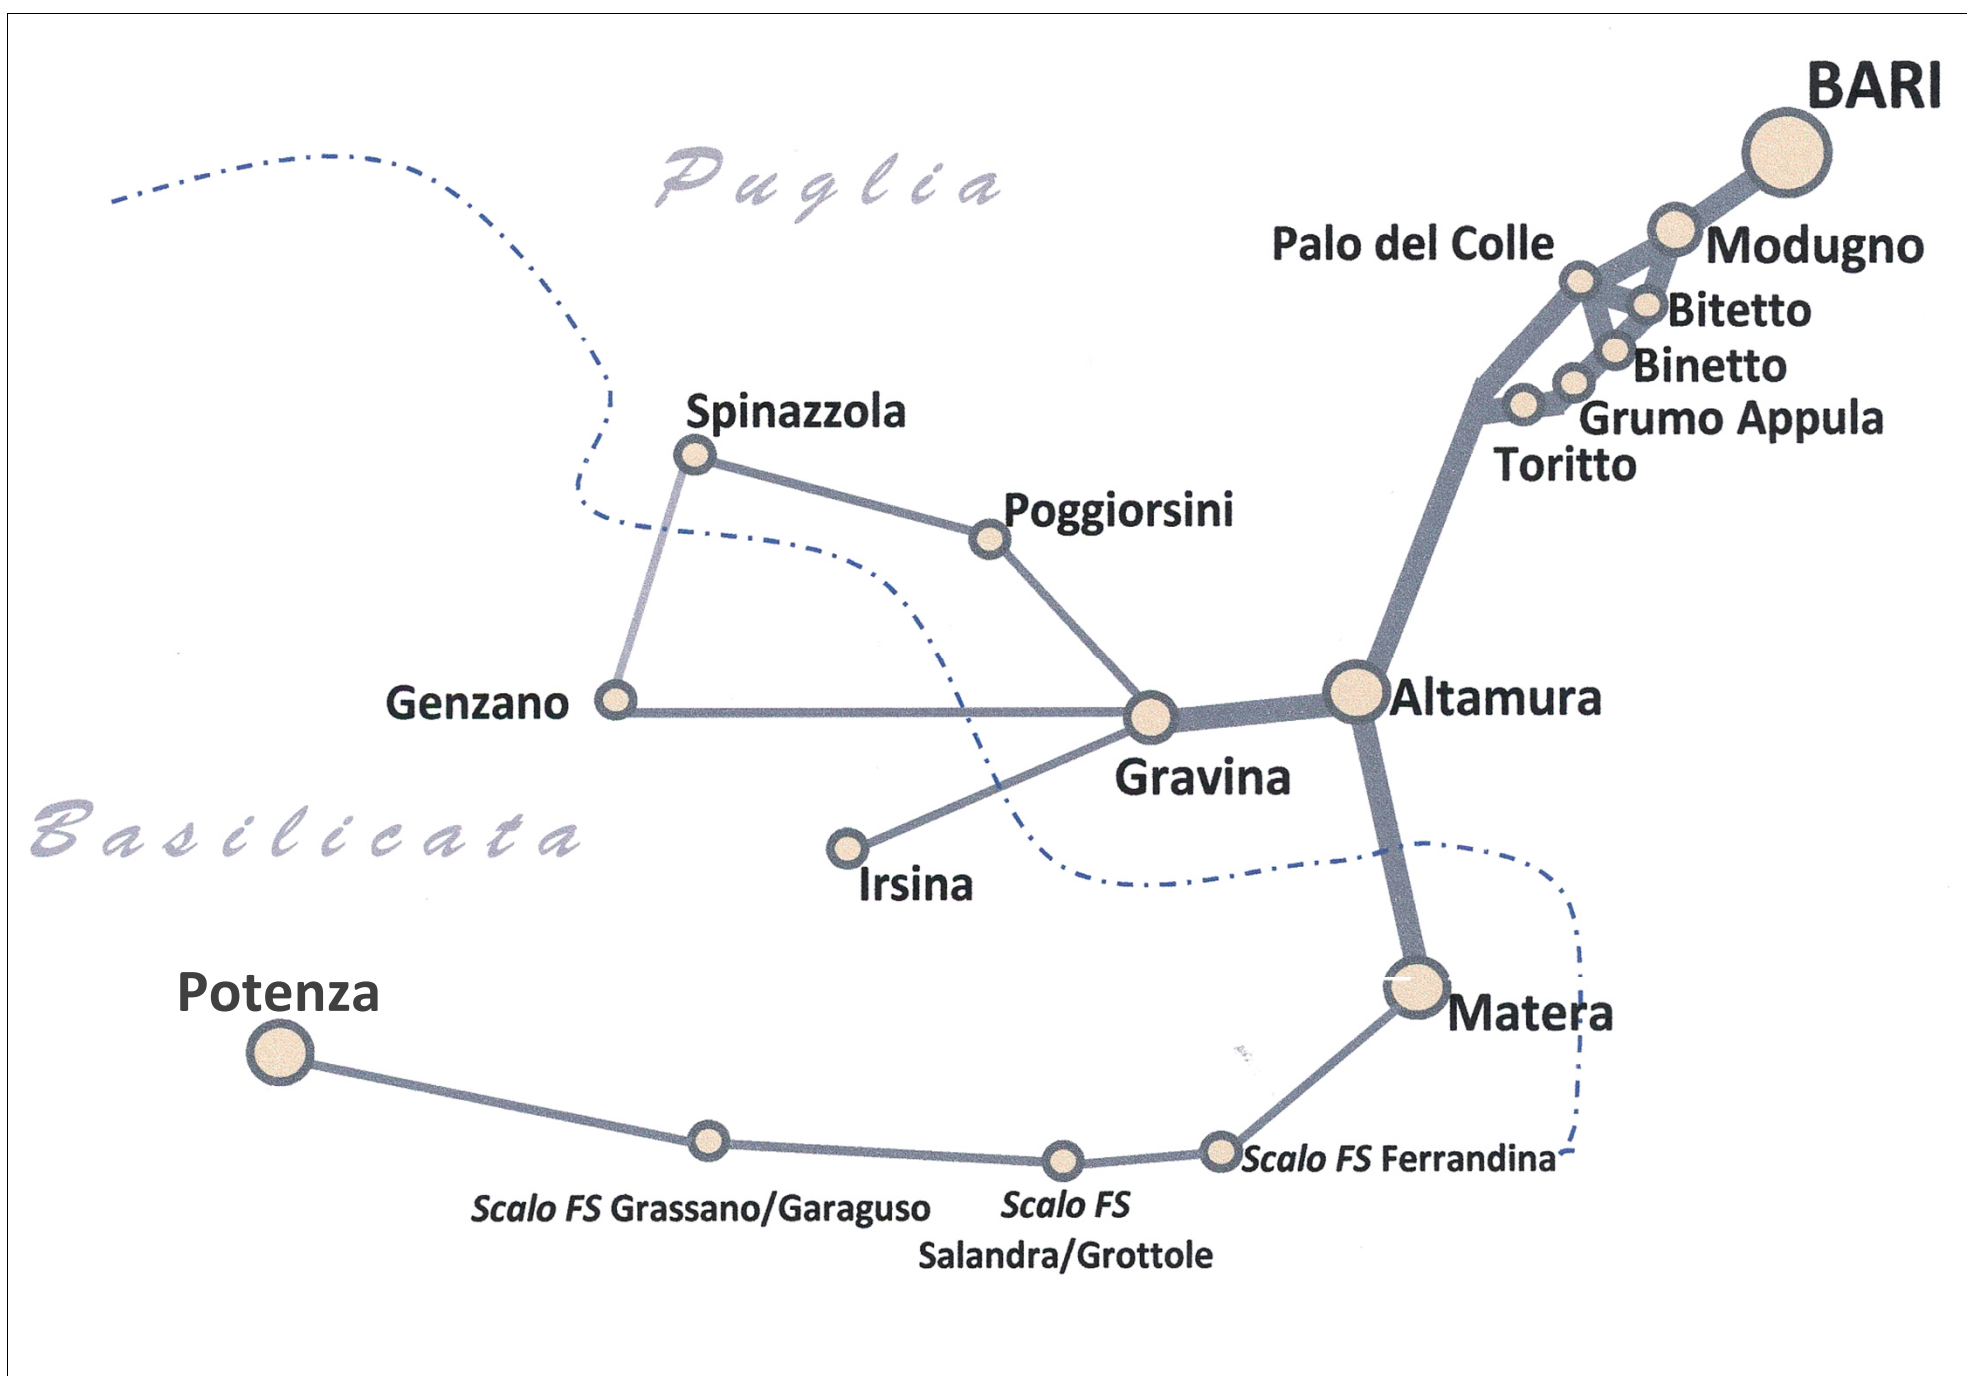 BARI
Puglia
Palo del Colle
Modugno
Bitetto
Binetto
Spinazzola
Grumo Appula
Toritto
Poggiorsini
Genzano
Altamura
Gravina
Basilicata
Irsina
Potenza
Matera
Scalo FS Ferrandina
Scalo FS Grassano/Garaguso
Scalo FS
Salandra/Grottole